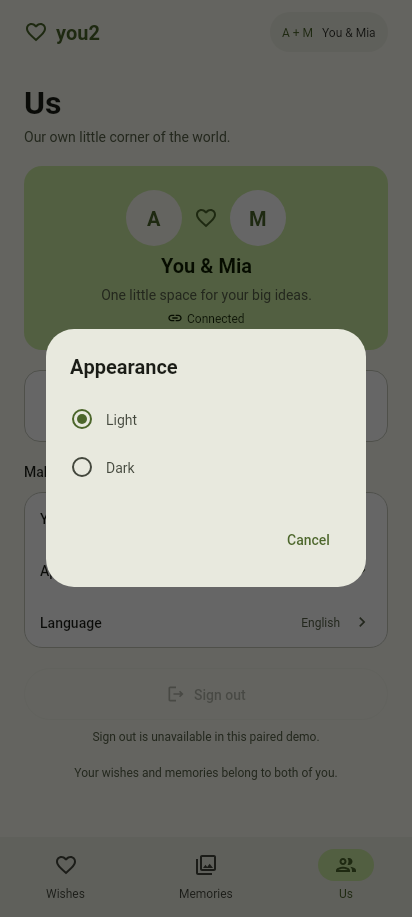 you2
A + M You & Mia
Us
Our own little corner of the world.
A
M
You & Mia
One little space for your big ideas.
Connected
Appearance
Light
Dark
Cancel
Language
English
Sign out
Sign out is unavailable in this paired demo.
Your wishes and memories belong to both of you.
Wishes
Memories
Us